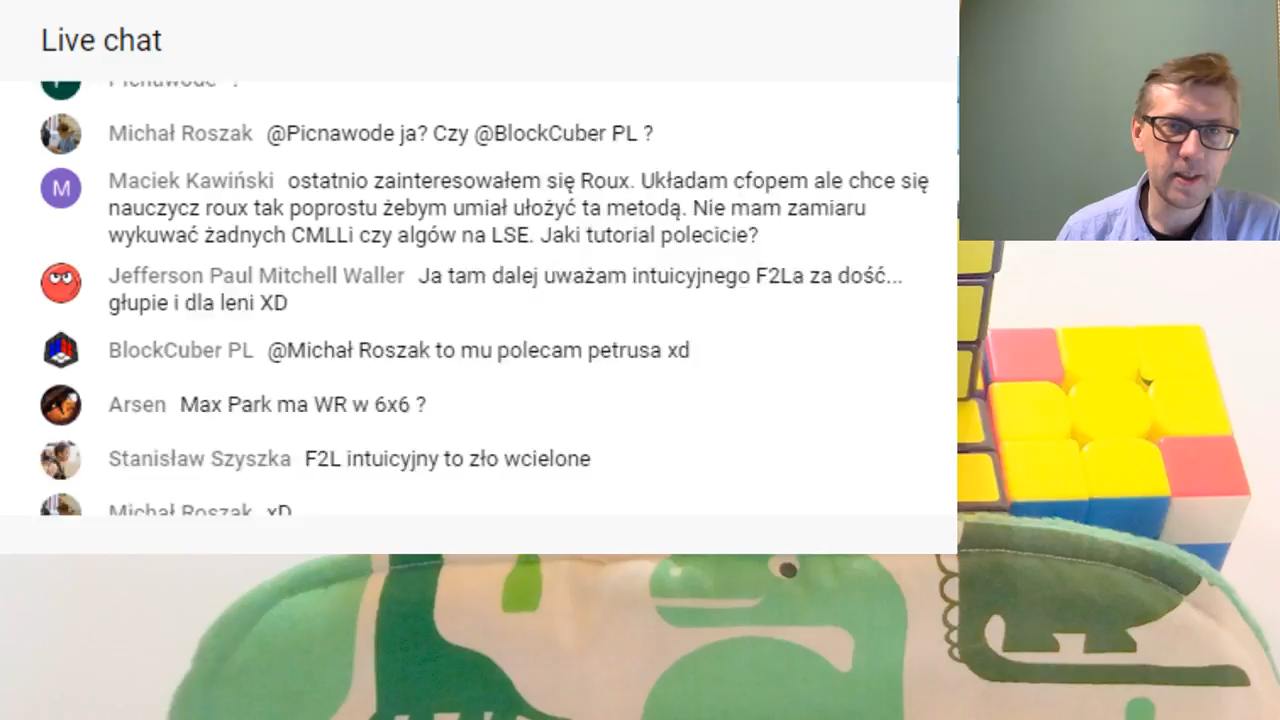 Live chat
Picnawode ?
Michał Roszak @Picnawode ja? Czy @BlockCuber PL ?
M
Maciek Kawiński ostatnio zainteresowałem się Roux. Układam cfopem ale chce się
nauczycz roux tak poprostu żebym umiał ułożyć ta metodą. Nie mam zamiaru
wykuwać żadnych CMLLi czy algów na LSE. Jaki tutorial polecicie?
Jefferson Paul Mitchell Waller Ja tam dalej uważam intuicyjnego F2La za dość...
głupie i dla leni XD
BlockCuber PL @Michał Roszak to mu polecam petrusa xd
Arsen Max Park ma WR w 6x6 ?
Stanisław Szyszka F2L intuicyjny to zło wcielone
Michał Roszak xD